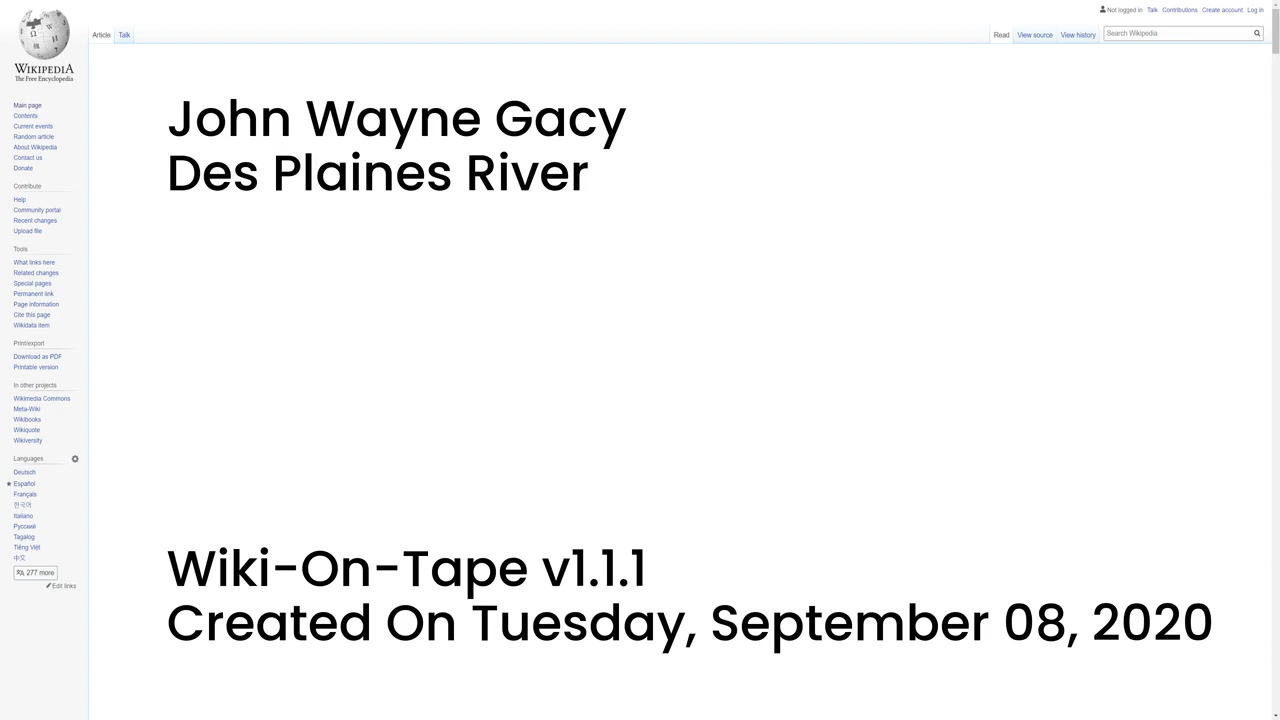 Not logged in Talk Contributions Create account Log in
Article Talk Read View source View history Search Wikipedia
WIKIPEDIA
The Free Encyclopedia
Main page
Contents
Current events
Random article
About Wikipedia
Contact us
Donate
Contribute
Help
Community portal
Recent changes
Upload file
Tools
What links here
Related changes
Special pages
Permanent link
Page information
Cite this page
Wikidata item
Print/export
Download as PDF
Printable version
In other projects
Wikimedia Commons
Meta-Wiki
Wikibooks
Wikiquote
Wikiversity
Languages
Deutsch
Español
Français
한국어
Italiano
Русский
Tagalog
Tiếng Việt
中文
277 more
Edit links
John Wayne Gacy
Des Plaines River
Wiki-On-Tape v1.1.1
Created On Tuesday, September 08, 2020